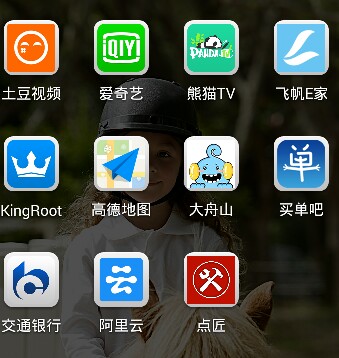 iQIYI
PANDA.TV
土豆视频 爱奇艺 熊猫TV 飞帆E家
单
KingRoot 高德地图 大舟山 买单吧
交通银行 阿里云 点匠